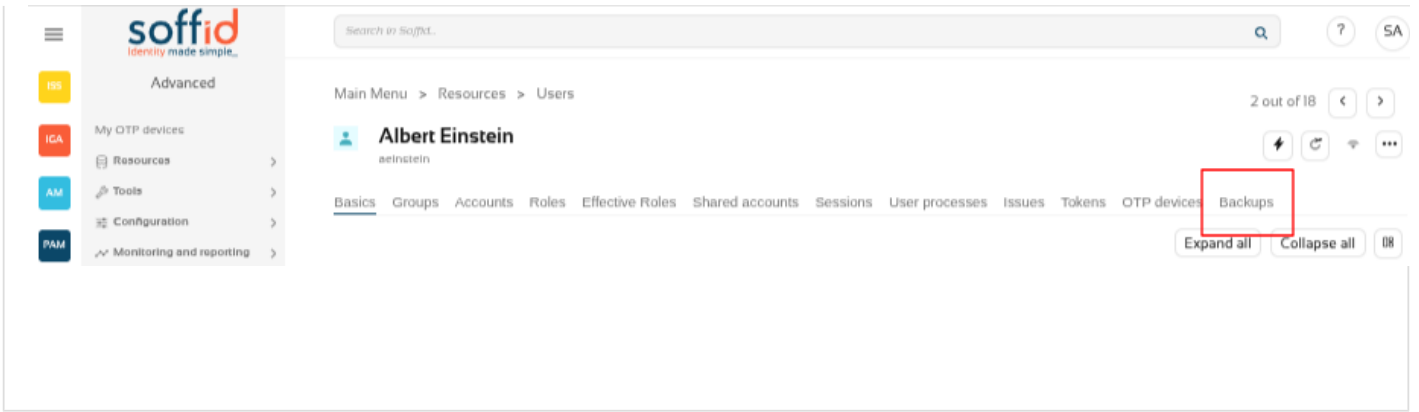 soffid
Identity made simple_
Search in Soffid..
?
SA
ISS
IGA
AM
PAM
Advanced
My OTP devices
Resources >
Tools >
Configuration >
Monitoring and reporting >
Main Menu > Resources > Users
2 out of 18 < >
Albert Einstein
aeinstein
Basics Groups Accounts Roles Effective Roles Shared accounts Sessions User processes Issues Tokens OTP devices Backups
Expand all Collapse all